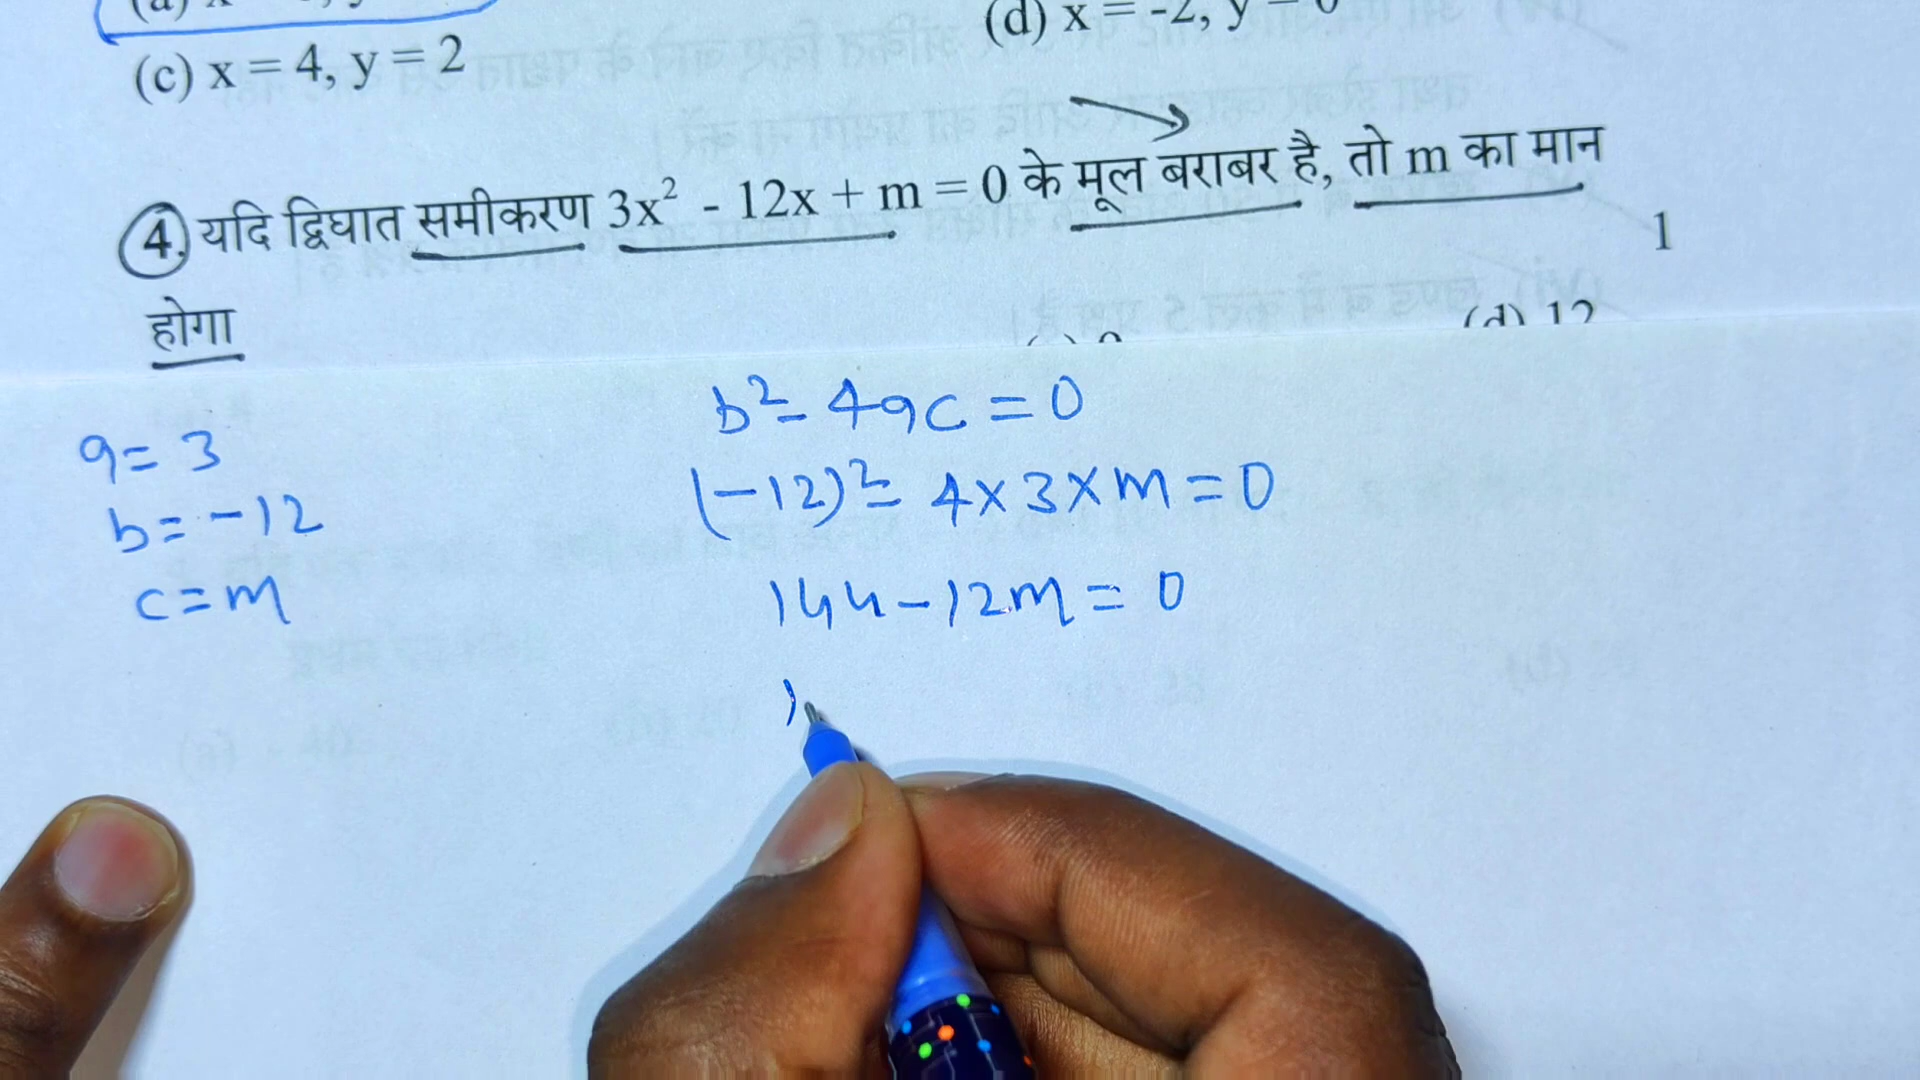 (c) x = 4, y = 2
(d) x = -2, y = 0
4. यदि द्विघात समीकरण 3x² - 12x + m = 0 के मूल बराबर है, तो m का मान
1
होगा
(d) 12
a = 3
b = -12
c = m
b² - 4ac = 0
(-12)² - 4 × 3 × m = 0
144 - 12m = 0